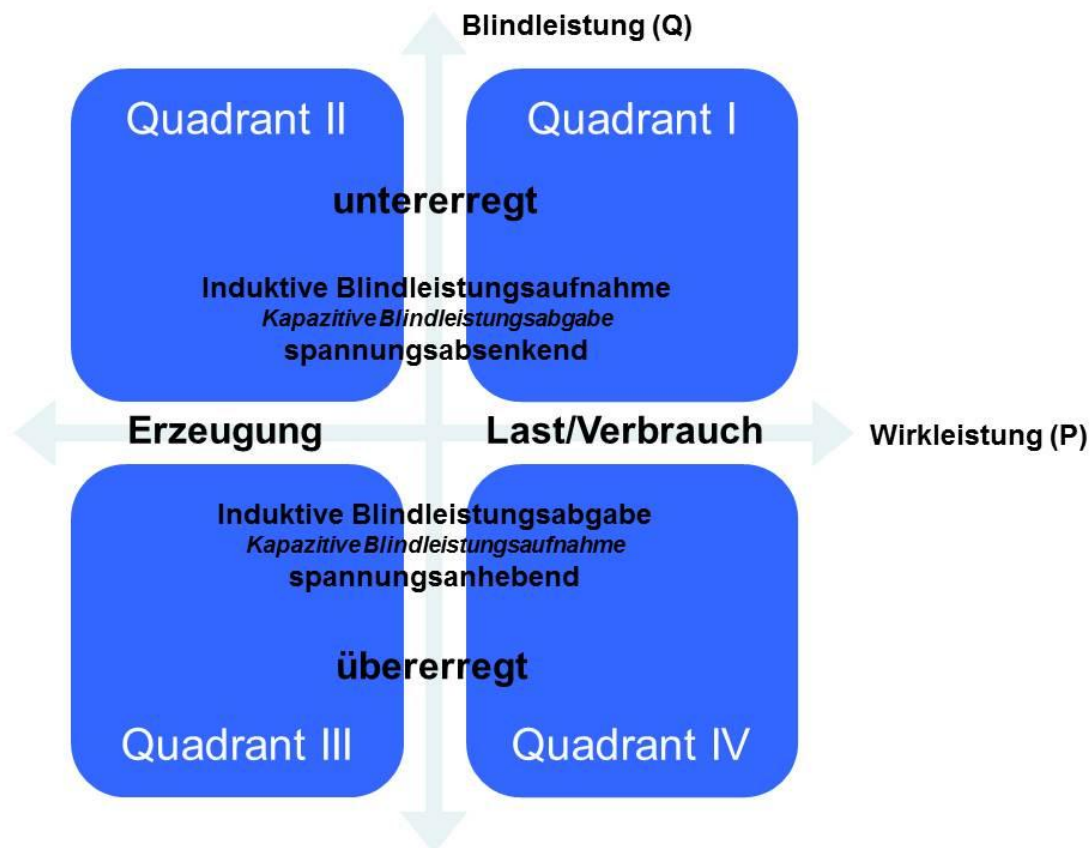 Blindleistung (Q)
Quadrant II
Quadrant I
untererregt
Induktive Blindleistungsaufnahme
Kapazitive Blindleistungsabgabe
spannungsabsenkend
Erzeugung
Last/Verbrauch
Wirkleistung (P)
Induktive Blindleistungsabgabe
Kapazitive Blindleistungsaufnahme
spannungsanhebend
übererregt
Quadrant III
Quadrant IV